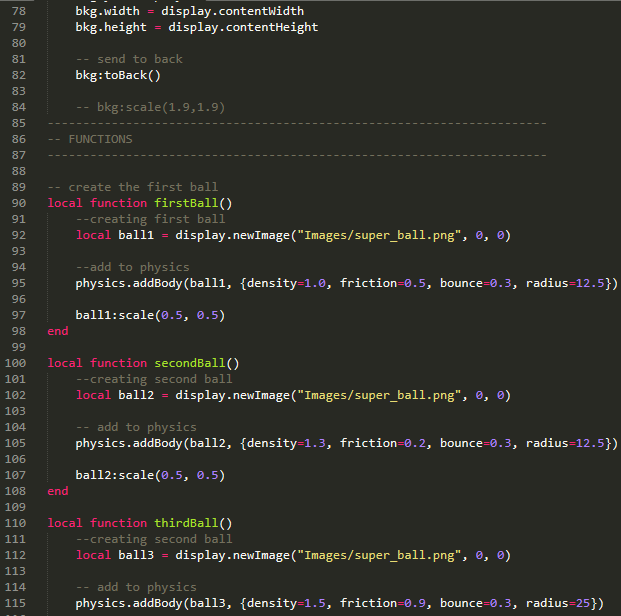 78 bkg.width = display.contentWidth
79 bkg.height = display.contentHeight
80
81 -- send to back
82 bkg:toBack()
83
84 -- bkg:scale(1.9,1.9)
85 ----------------------------------------------------------------------
86 -- FUNCTIONS
87 ----------------------------------------------------------------------
88
89 -- create the first ball
90 local function firstBall()
91 --creating first ball
92 local ball1 = display.newImage("Images/super_ball.png", 0, 0)
93
94 --add to physics
95 physics.addBody(ball1, {density=1.0, friction=0.5, bounce=0.3, radius=12.5})
96
97 ball1:scale(0.5, 0.5)
98 end
99
100 local function secondBall()
101 --creating second ball
102 local ball2 = display.newImage("Images/super_ball.png", 0, 0)
103
104 -- add to physics
105 physics.addBody(ball2, {density=1.3, friction=0.2, bounce=0.3, radius=12.5})
106
107 ball2:scale(0.5, 0.5)
108 end
109
110 local function thirdBall()
111 --creating second ball
112 local ball3 = display.newImage("Images/super_ball.png", 0, 0)
113
114 -- add to physics
115 physics.addBody(ball3, {density=1.5, friction=0.9, bounce=0.3, radius=25})